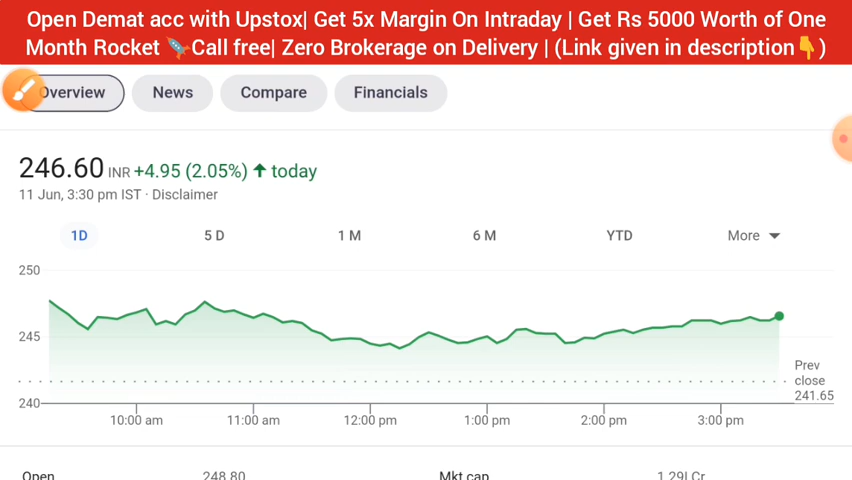 Open Demat acc with Upstox| Get 5x Margin On Intraday | Get Rs 5000 Worth of One
Month Rocket 🚀Call free| Zero Brokerage on Delivery | (Link given in description👇)
Overview News Compare Financials
246.60 INR +4.95 (2.05%) ↑ today
11 Jun, 3:30 pm IST · Disclaimer
1D 5 D 1 M 6 M YTD More
250
245
Prev
close
241.65
240
10:00 am 11:00 am 12:00 pm 1:00 pm 2:00 pm 3:00 pm
Open 248.80 Mkt cap 1.29L Cr